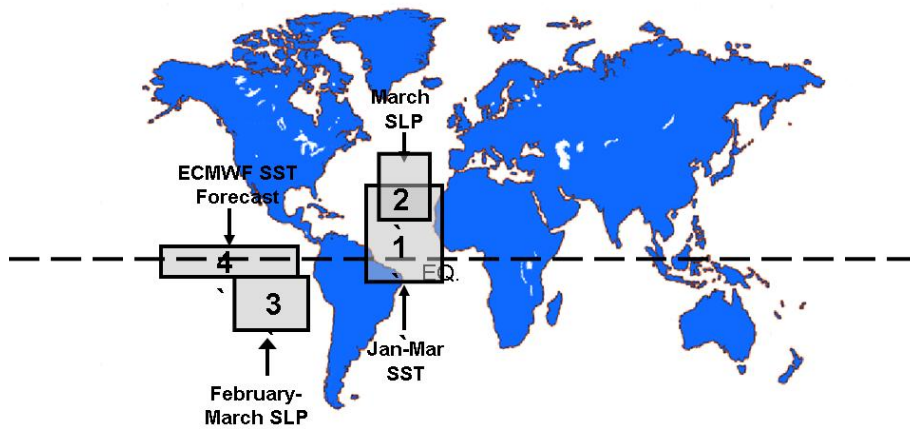 March
SLP
ECMWF SST
Forecast
2
1
4
EQ.
3
Jan-Mar
SST
February-
March SLP